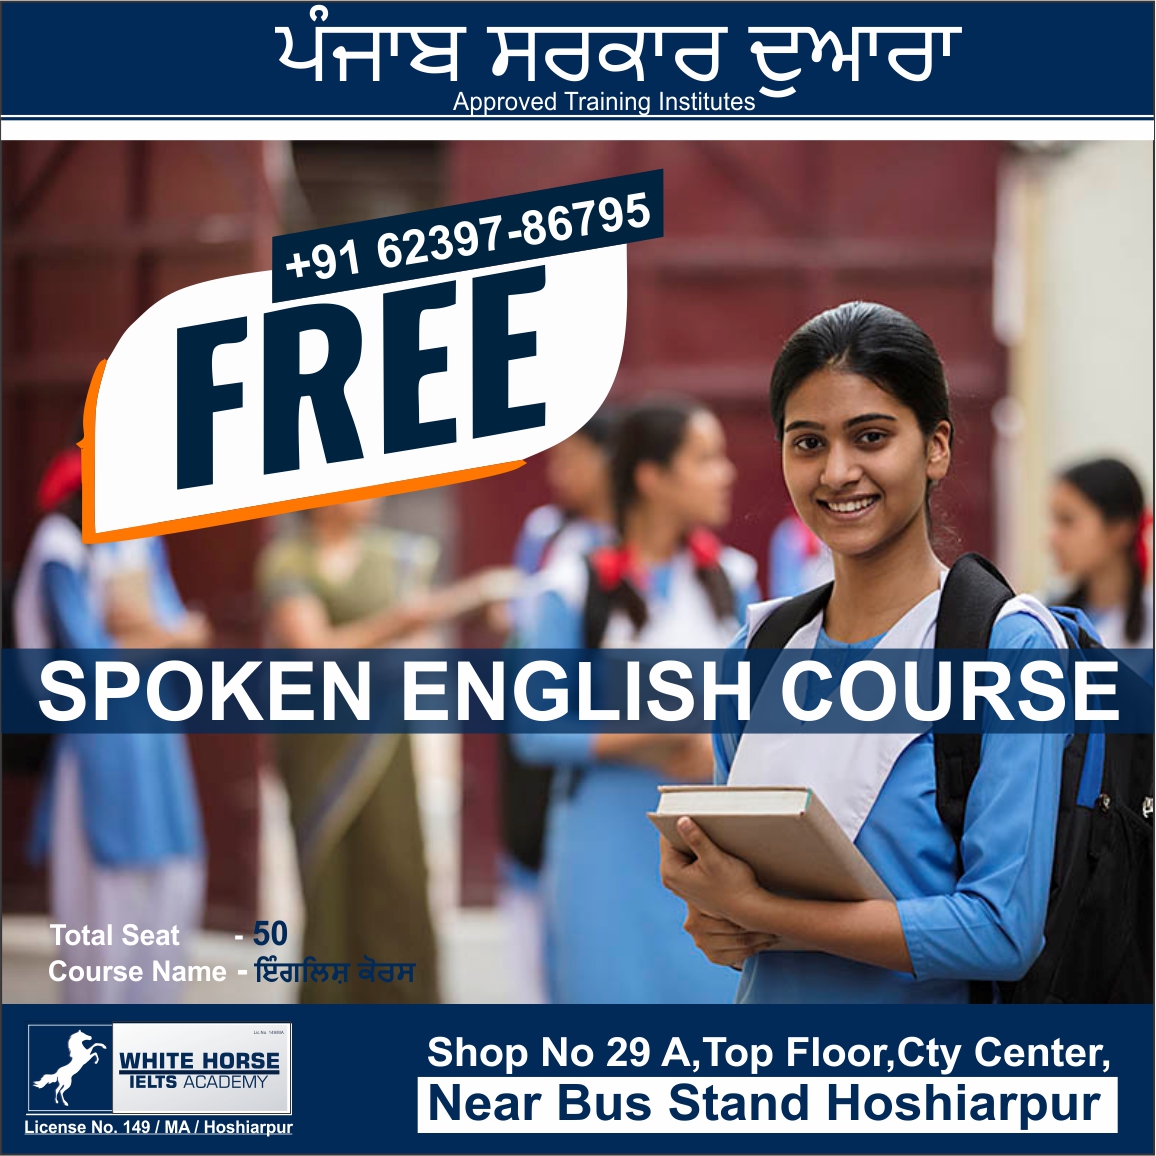 ਪੰਜਾਬ ਸਰਕਾਰ ਦੁਆਰਾ
Approved Training Institutes
+91 62397-86795
FREE
SPOKEN ENGLISH COURSE
Total Seat - 50
Course Name - ਇੰਗਲਿਸ਼ ਕੋਰਸ
WHITE HORSE
IELTS ACADEMY
License No. 149 / MA / Hoshiarpur
Shop No 29 A,Top Floor,Cty Center,
Near Bus Stand Hoshiarpur